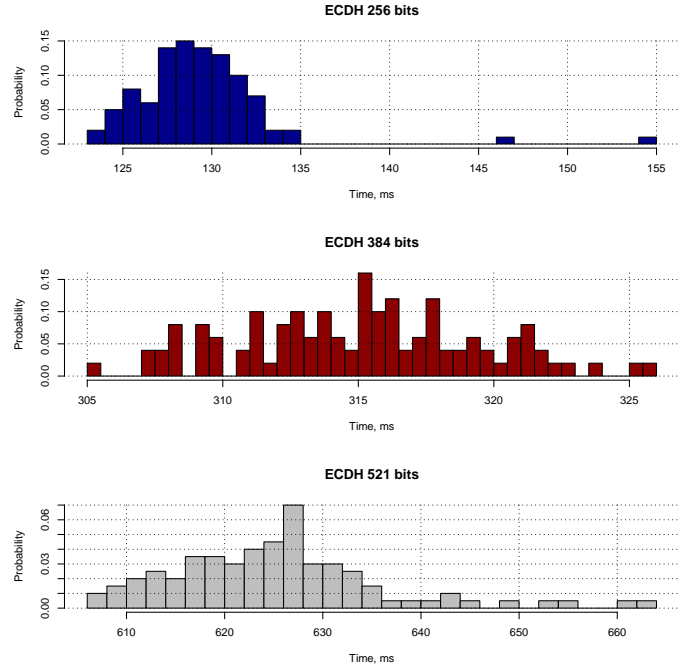 ECDH 256 bits
Probability
0.00 0.05 0.10 0.15
125 130 135 140 145 150 155
Time, ms
ECDH 384 bits
Probability
0.00 0.05 0.10 0.15
305 310 315 320 325
Time, ms
ECDH 521 bits
Probability
0.00 0.03 0.06
610 620 630 640 650 660
Time, ms